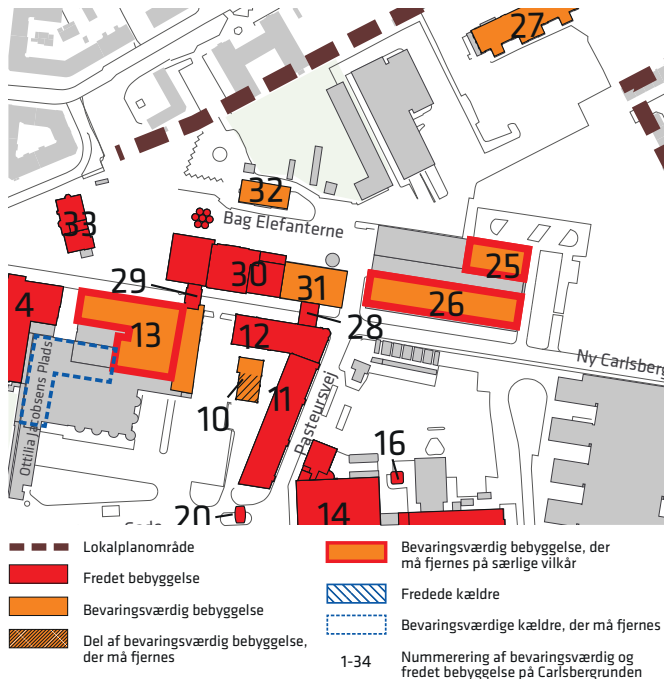 27
32
33
Bag Elefanterne
30
29
31
25
26
4
13
12
28
Ny Carlsberg
10
11
Ottilia Jacobsens Plads
Pasteursvej
16
20
14
Lokalplanområde
Fredet bebyggelse
Bevaringsværdig bebyggelse
Del af bevaringsværdig bebyggelse,
der må fjernes
Bevaringsværdig bebyggelse, der
må fjernes på særlige vilkår
Fredede kældre
Bevaringsværdige kældre, der må fjernes
1-34 Nummerering af bevaringsværdig og
fredet bebyggelse på Carlsbergrunden